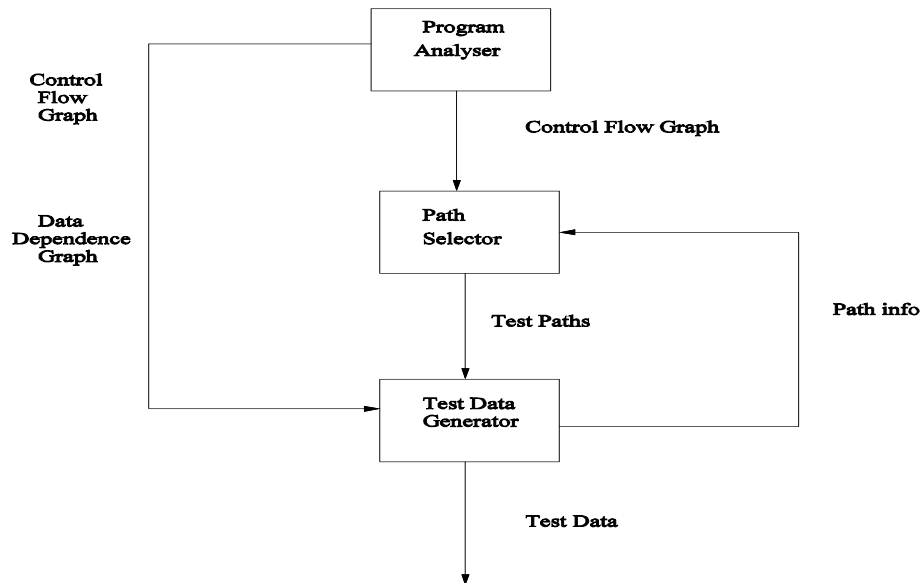 Program
Analyser
Control
Flow
Graph
Control Flow Graph
Path
Selector
Data
Dependence
Graph
Path info
Test Paths
Test Data
Generator
Test Data